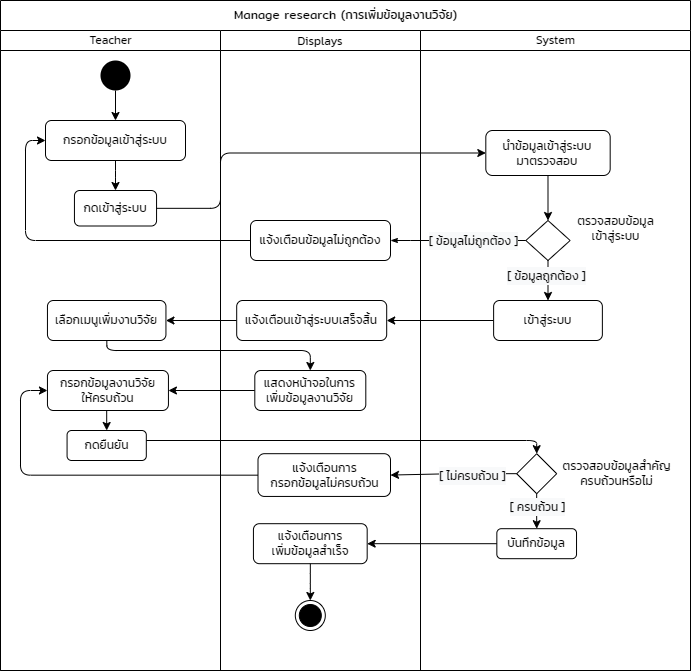 Manage research (การเพิ่มข้อมูลงานวิจัย)
Teacher
Displays
System
กรอกข้อมูลเข้าสู่ระบบ
นำข้อมูลเข้าสู่ระบบ
มาตรวจสอบ
กดเข้าสู่ระบบ
ตรวจสอบข้อมูล
เข้าสู่ระบบ
แจ้งเตือนข้อมูลไม่ถูกต้อง
[ ข้อมูลไม่ถูกต้อง ]
[ ข้อมูลถูกต้อง ]
เลือกเมนูเพิ่มงานวิจัย
แจ้งเตือนเข้าสู่ระบบเสร็จสิ้น
เข้าสู่ระบบ
กรอกข้อมูลงานวิจัย
ให้ครบถ้วน
แสดงหน้าจอในการ
เพิ่มข้อมูลงานวิจัย
กดยืนยัน
แจ้งเตือนการ
กรอกข้อมูลไม่ครบถ้วน
[ ไม่ครบถ้วน ]
ตรวจสอบข้อมูลสำคัญ
ครบถ้วนหรือไม่
[ ครบถ้วน ]
แจ้งเตือนการ
เพิ่มข้อมูลสำเร็จ
บันทึกข้อมูล